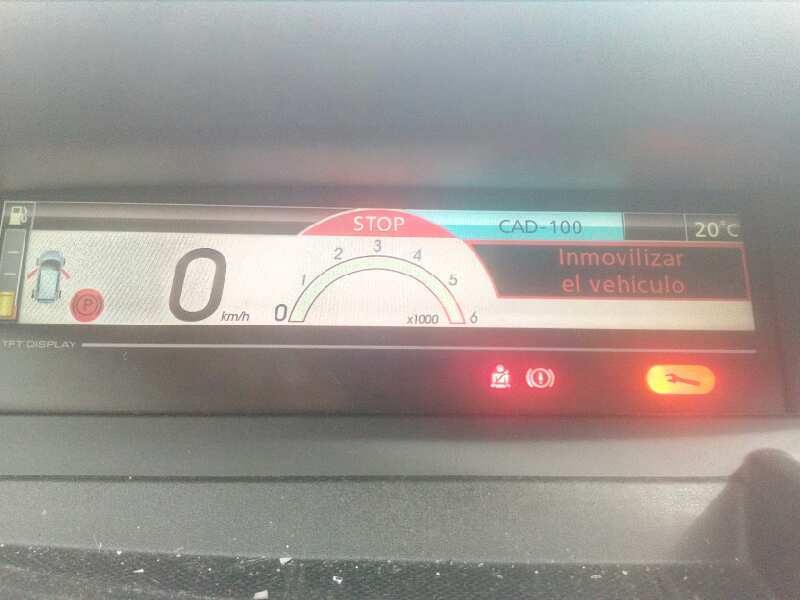 STOP
CAD-100
20°C
Inmovilizar
el vehículo
0
km/h
0
1
2
3
4
5
6
x1000
P
TFT DISPLAY